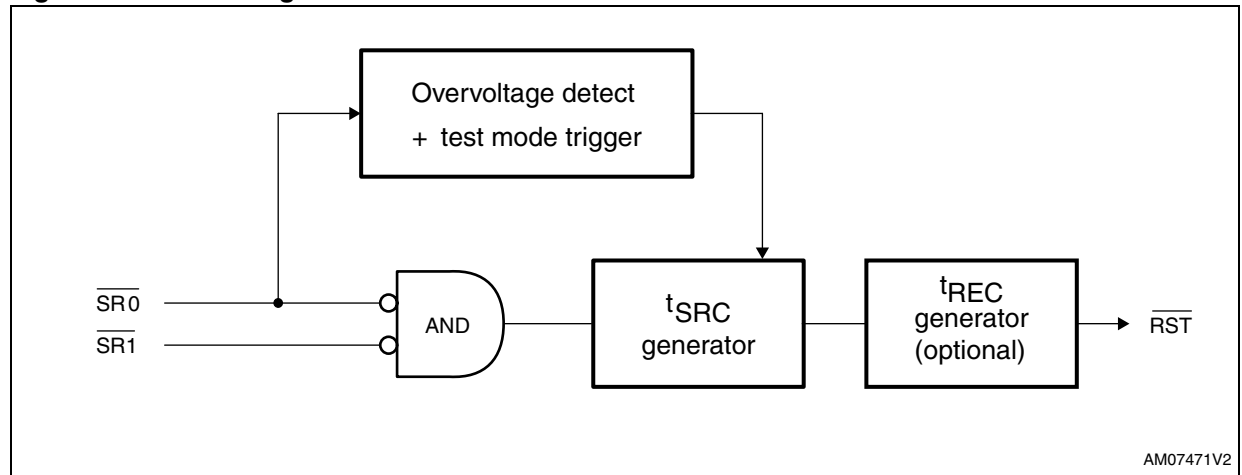 Overvoltage detect
+ test mode trigger
SR0
SR1
AND
tSRC
generator
tREC
generator
(optional)
RST
AM07471V2